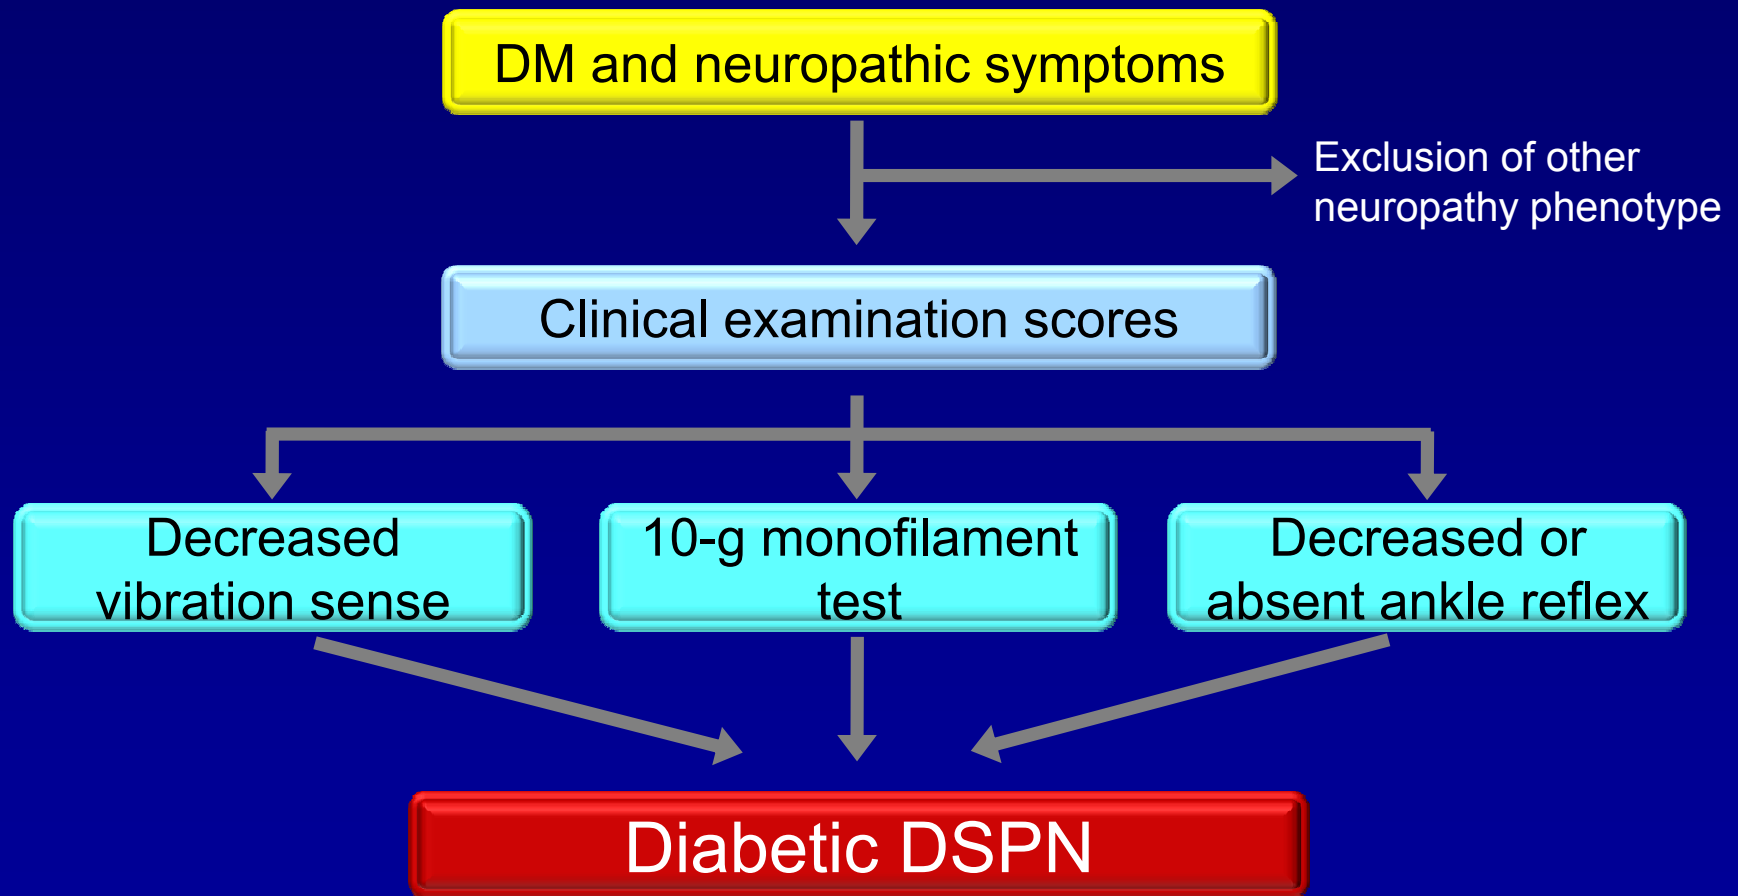 DM and neuropathic symptoms
Exclusion of other
neuropathy phenotype
Clinical examination scores
Decreased
vibration sense
10-g monofilament
test
Decreased or
absent ankle reflex
Diabetic DSPN